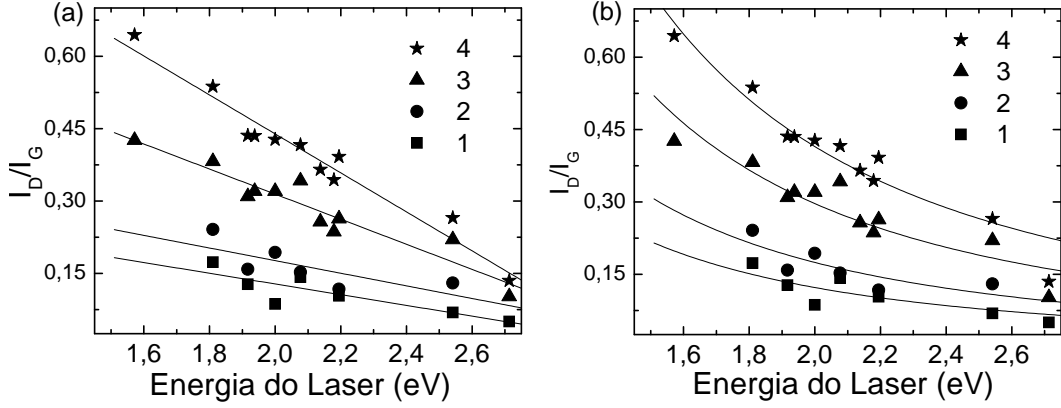 (a)
4
3
2
1
0,60
0,45
0,30
0,15
I_D/I_G
1,6 1,8 2,0 2,2 2,4 2,6
Energia do Laser (eV)
(b)
4
3
2
1
0,60
0,45
0,30
0,15
I_D/I_G
1,6 1,8 2,0 2,2 2,4 2,6
Energia do Laser (eV)